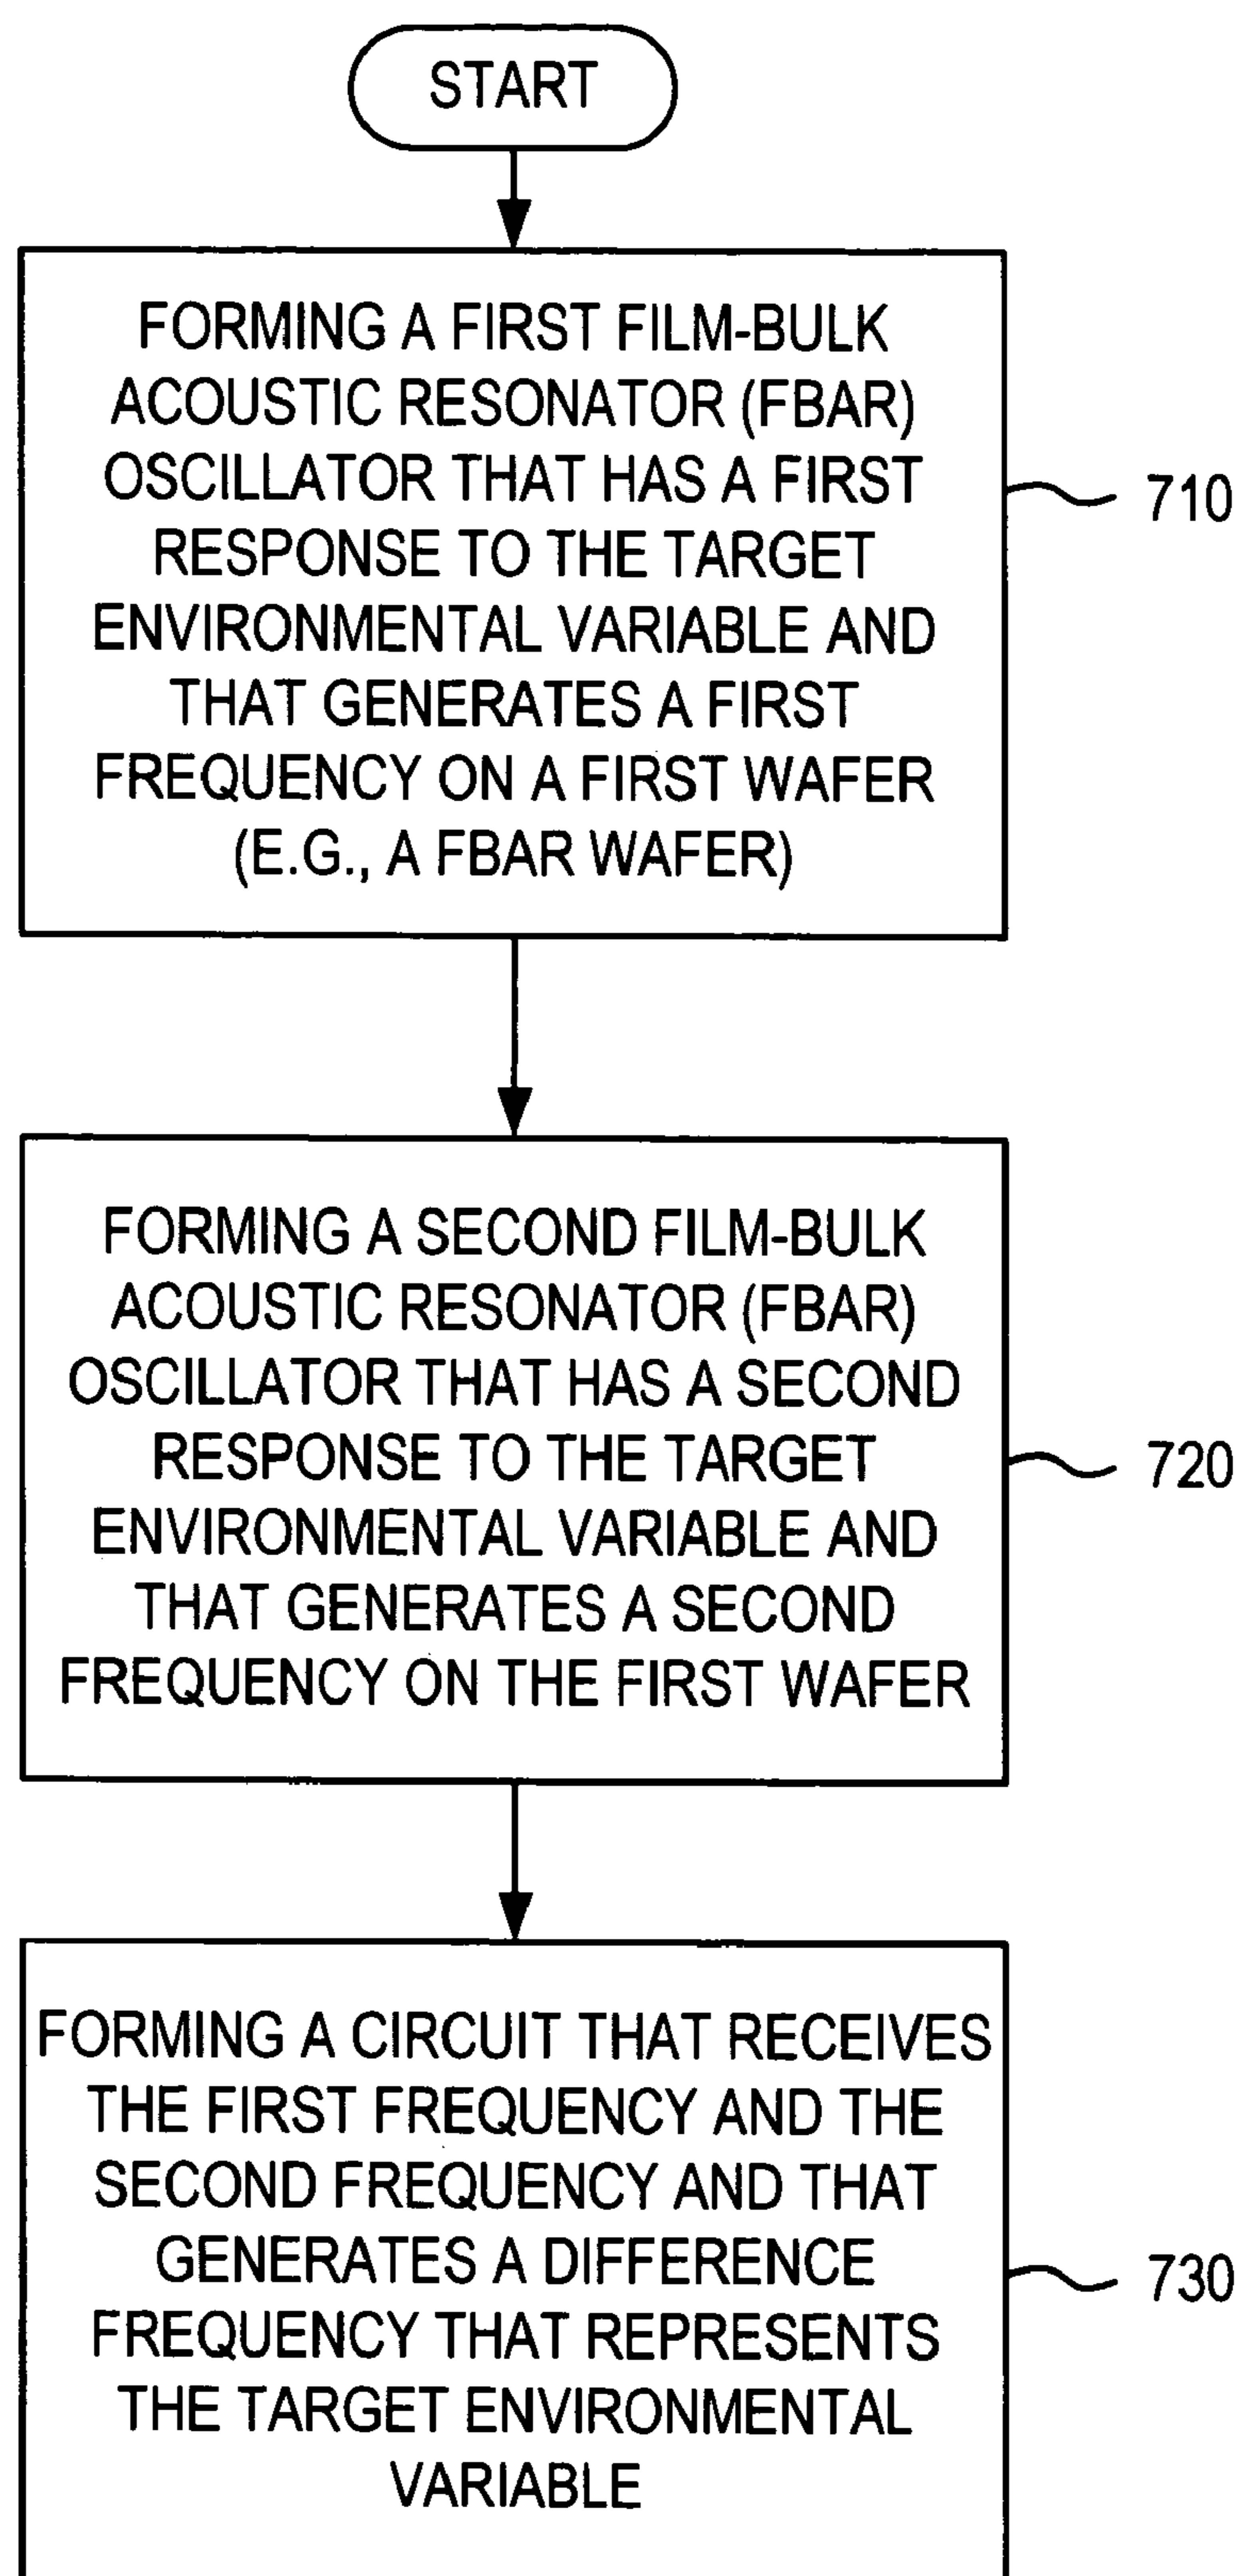 START
FORMING A FIRST FILM-BULK
ACOUSTIC RESONATOR (FBAR)
OSCILLATOR THAT HAS A FIRST
RESPONSE TO THE TARGET
ENVIRONMENTAL VARIABLE AND
THAT GENERATES A FIRST
FREQUENCY ON A FIRST WAFER
(E.G., A FBAR WAFER)
710
FORMING A SECOND FILM-BULK
ACOUSTIC RESONATOR (FBAR)
OSCILLATOR THAT HAS A SECOND
RESPONSE TO THE TARGET
ENVIRONMENTAL VARIABLE AND
THAT GENERATES A SECOND
FREQUENCY ON THE FIRST WAFER
720
FORMING A CIRCUIT THAT RECEIVES
THE FIRST FREQUENCY AND THE
SECOND FREQUENCY AND THAT
GENERATES A DIFFERENCE
FREQUENCY THAT REPRESENTS
THE TARGET ENVIRONMENTAL
VARIABLE
730